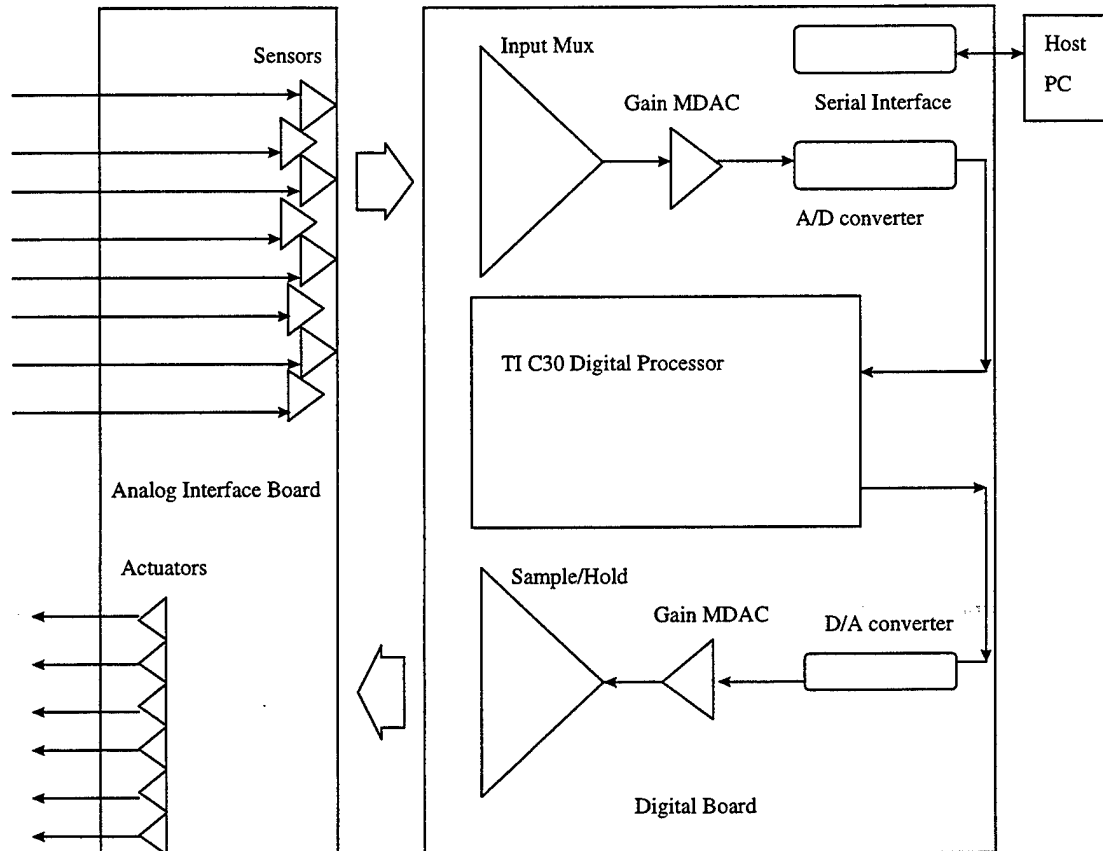 Sensors
Input Mux
Host
PC
Gain MDAC
Serial Interface
A/D converter
TI C30 Digital Processor
Analog Interface Board
Actuators
Sample/Hold
Gain MDAC
D/A converter
Digital Board